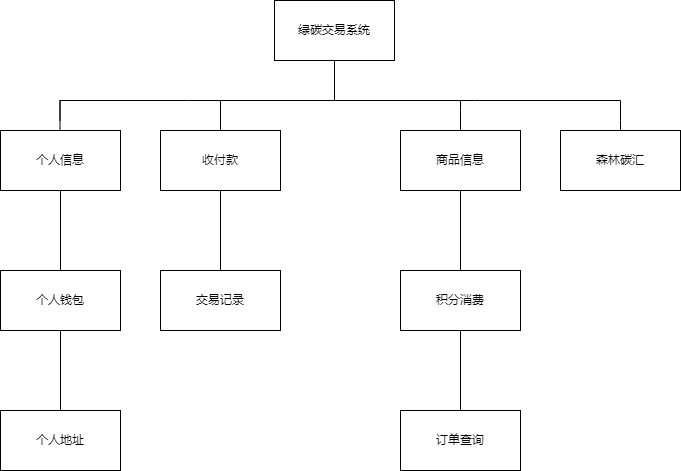 绿碳交易系统
个人信息
收付款
商品信息
森林碳汇
个人钱包
交易记录
积分消费
个人地址
订单查询